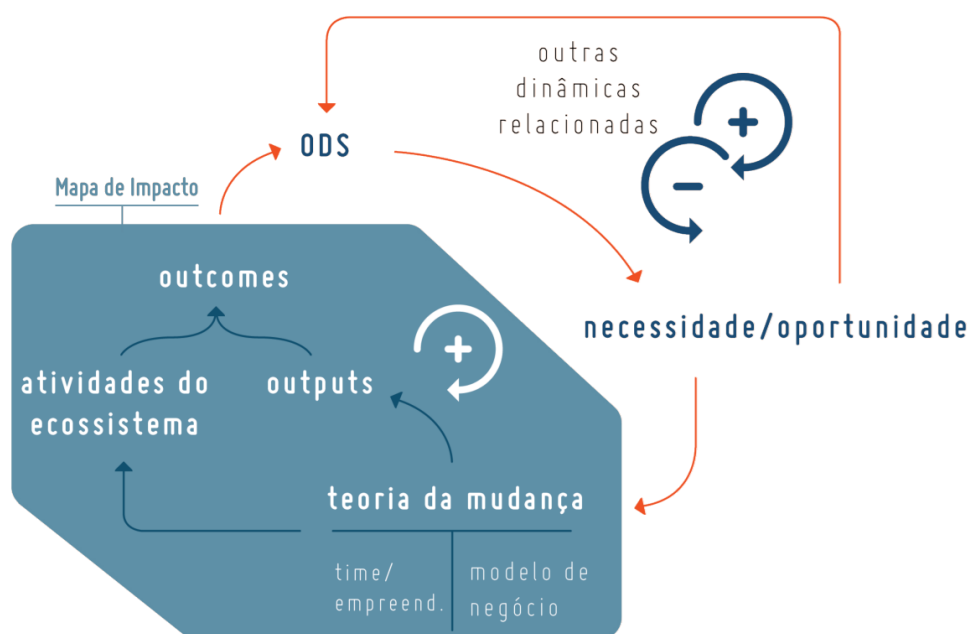 outras
dinâmicas
relacionadas
+
-
ODS
Mapa de Impacto
outcomes
+
necessidade/oportunidade
atividades do
ecossistema
outputs
teoria da mudança
time/
empreend.
modelo de
negócio